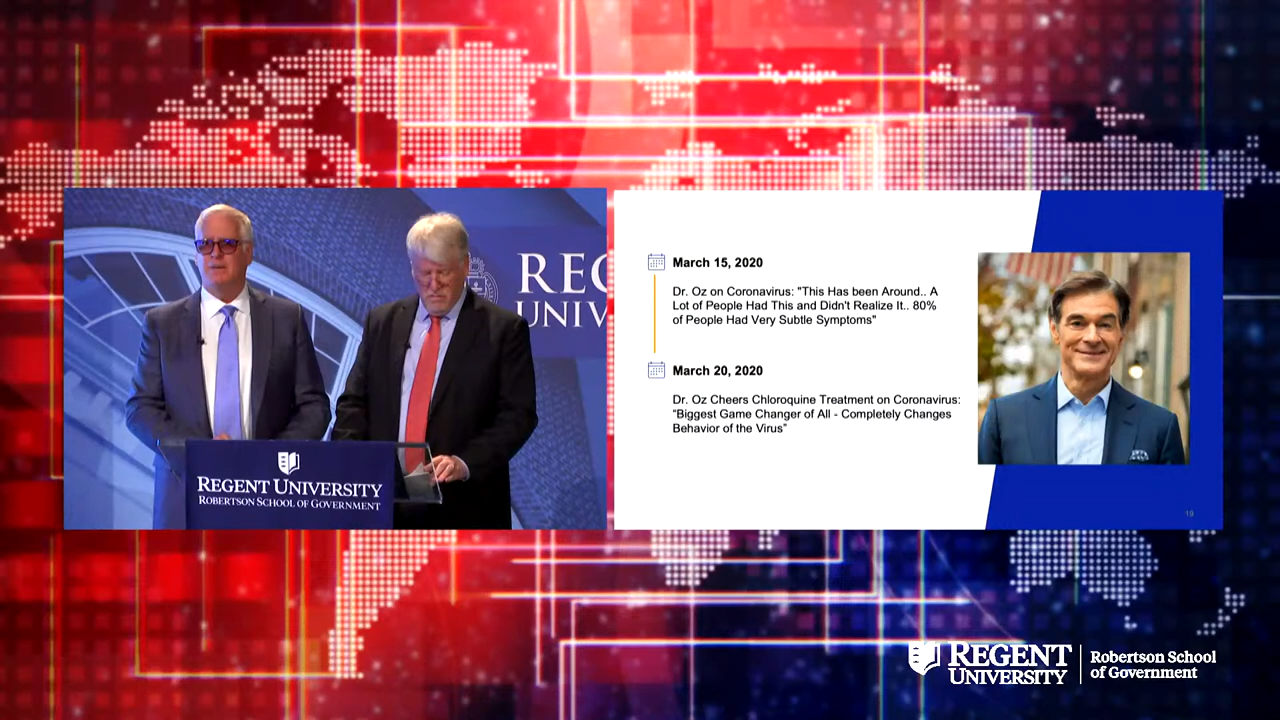 REG
UNIV
REGENT UNIVERSITY
ROBERTSON SCHOOL OF GOVERNMENT
March 15, 2020
Dr. Oz on Coronavirus: "This Has been Around.. A
Lot of People Had This and Didn't Realize It.. 80%
of People Had Very Subtle Symptoms"
March 20, 2020
Dr. Oz Cheers Chloroquine Treatment on Coronavirus:
"Biggest Game Changer of All - Completely Changes
Behavior of the Virus"
19
REGENT
UNIVERSITY
Robertson School
of Government